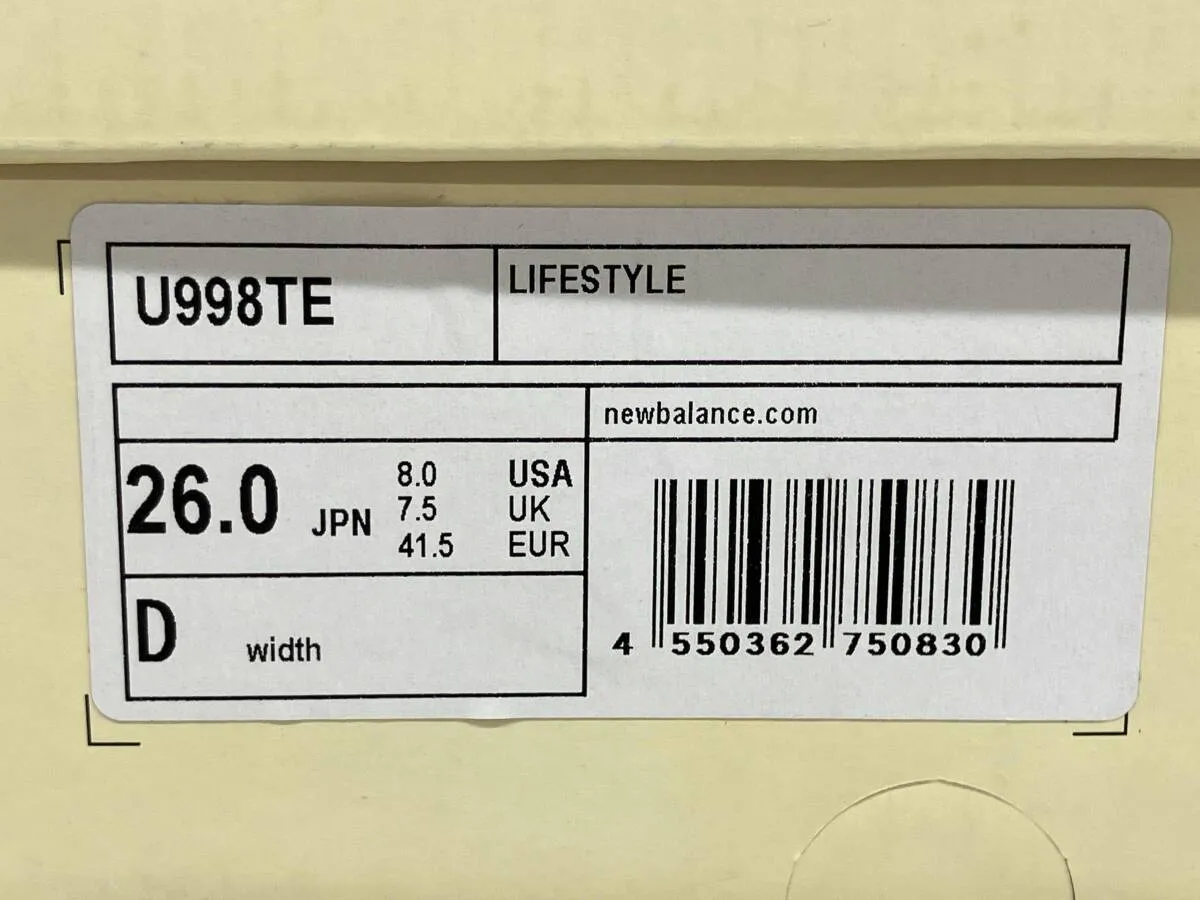 U998TE
LIFESTYLE
newbalance.com
26.0 JPN
8.0 USA
7.5 UK
41.5 EUR
D width
4 550362 750830